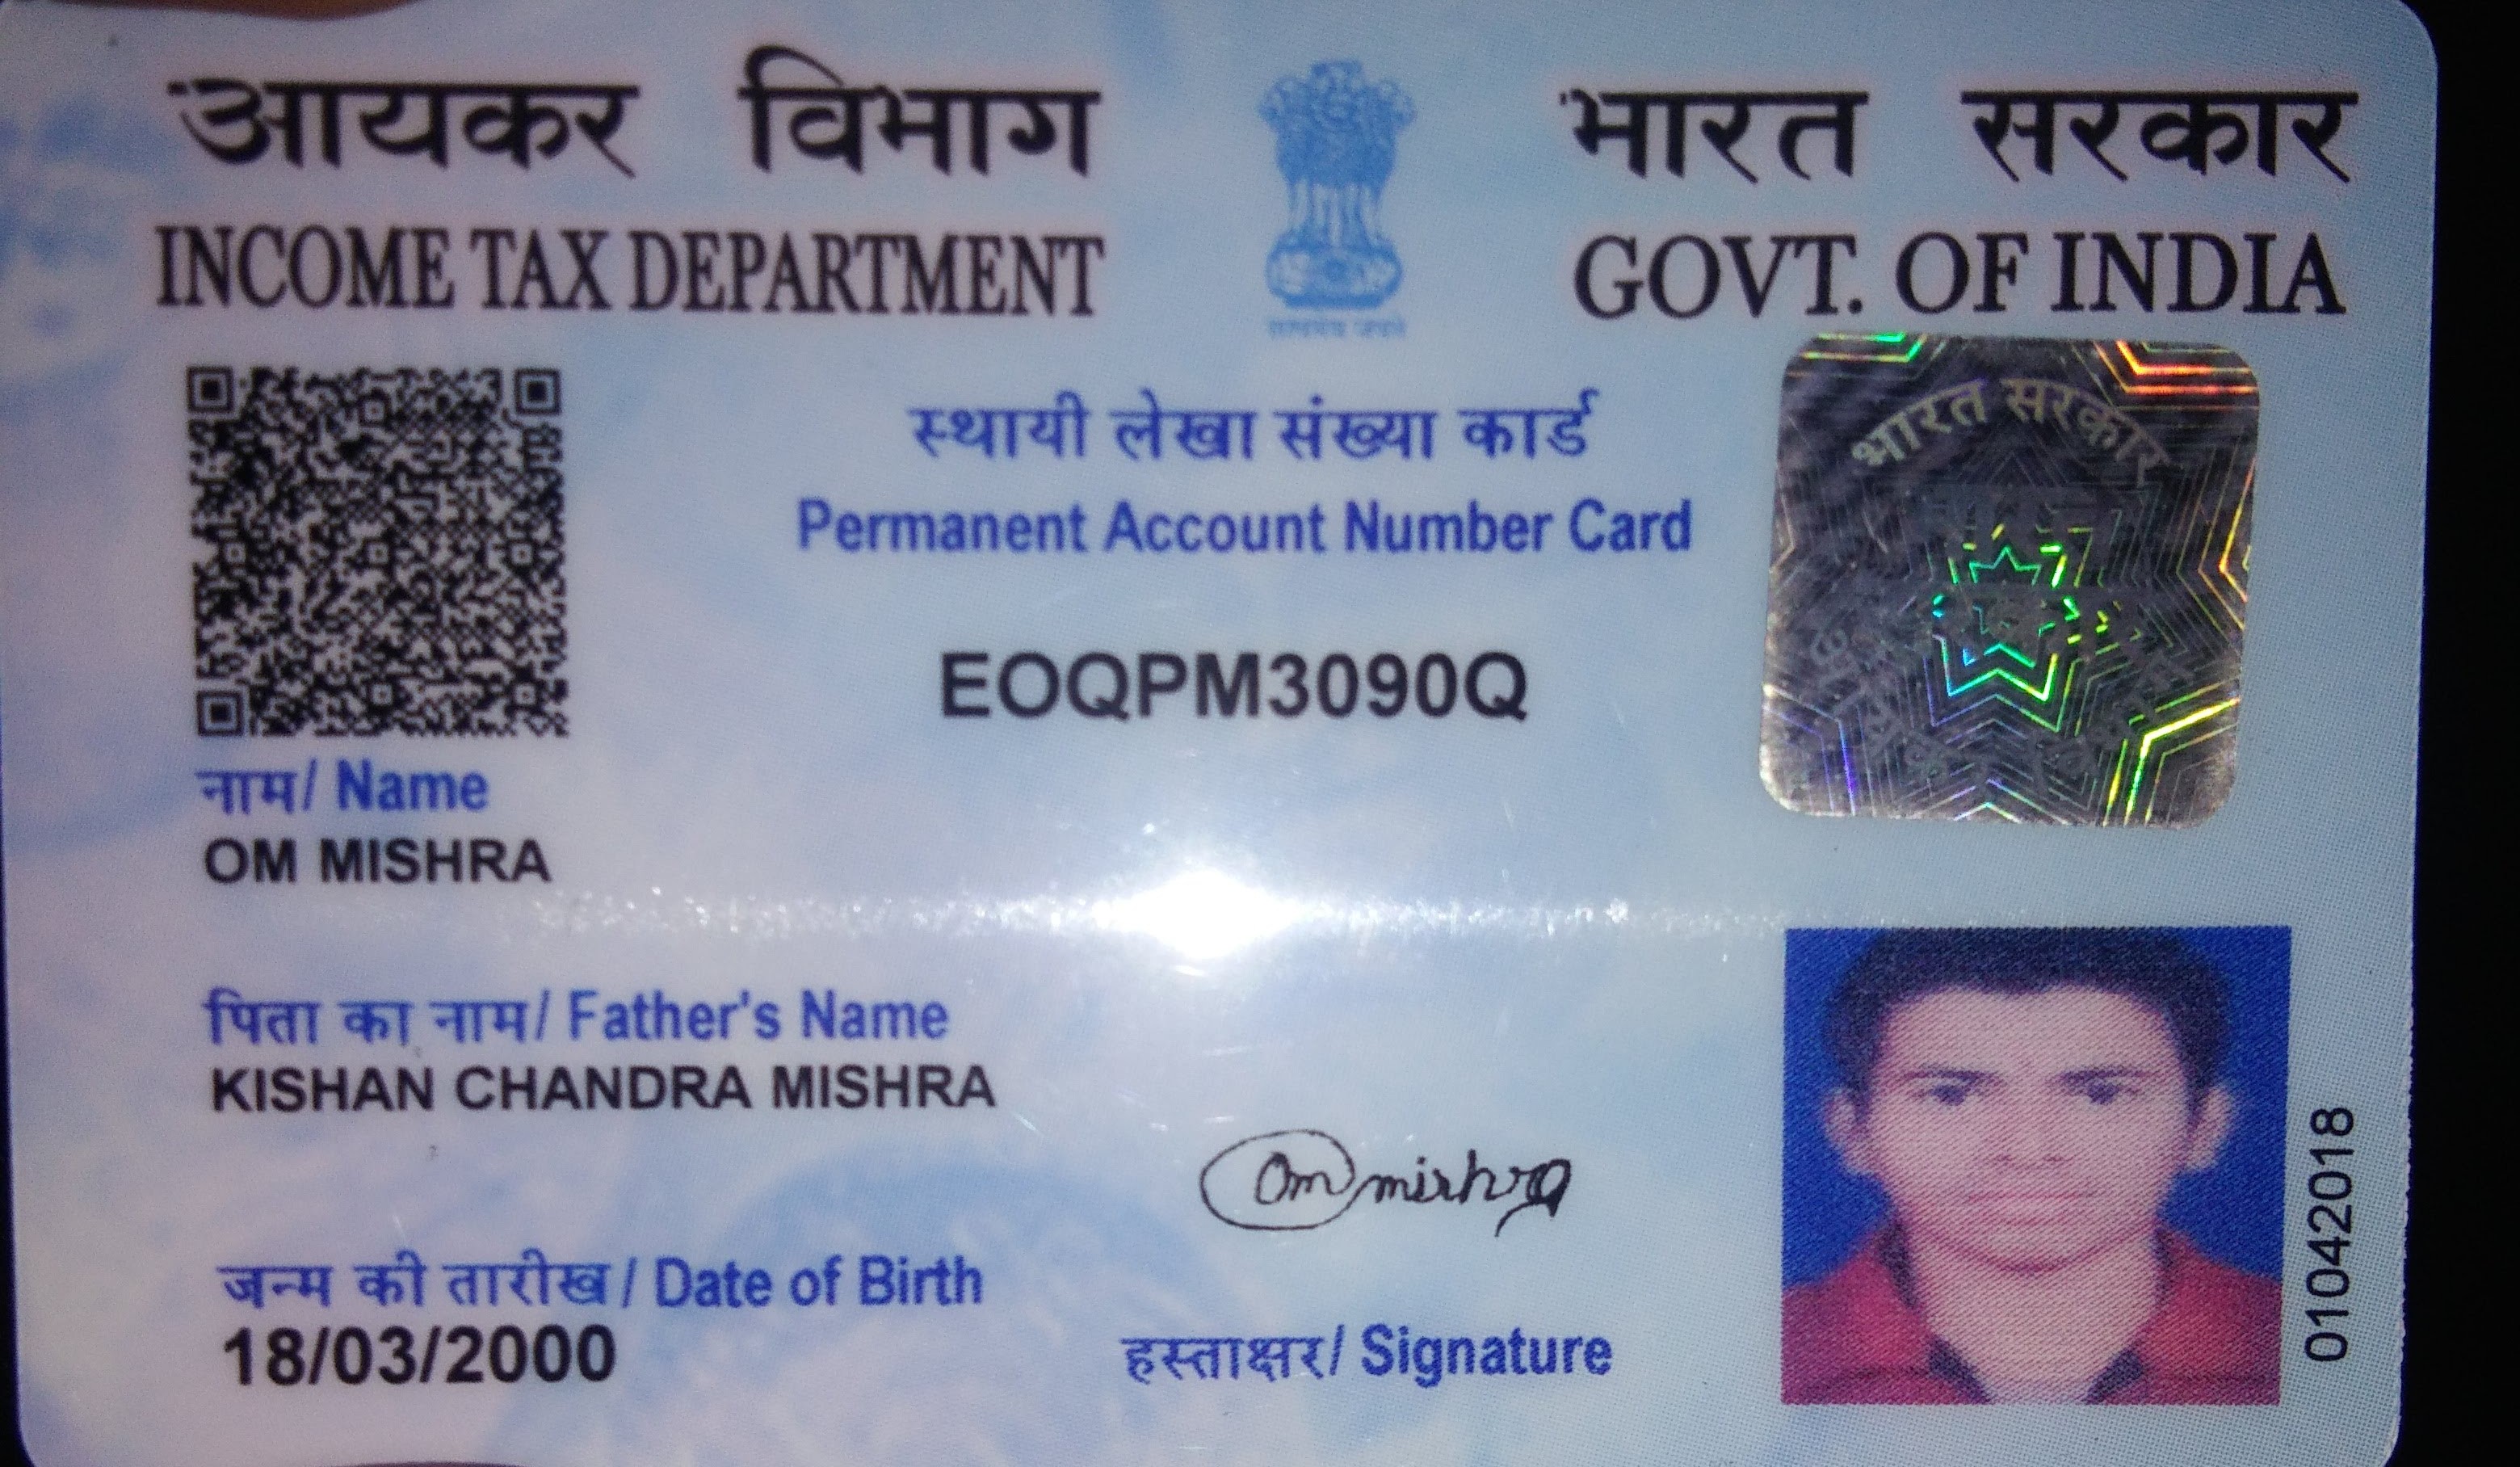 आयकर विभाग
INCOME TAX DEPARTMENT
भारत सरकार
GOVT. OF INDIA
सत्यमेव जयते
स्थायी लेखा संख्या कार्ड
Permanent Account Number Card
EOQPM3090Q
भारत सरकार
नाम/ Name
OM MISHRA
पिता का नाम/ Father's Name
KISHAN CHANDRA MISHRA
जन्म की तारीख/ Date of Birth
18/03/2000
Om mishra
हस्ताक्षर/ Signature
01042018